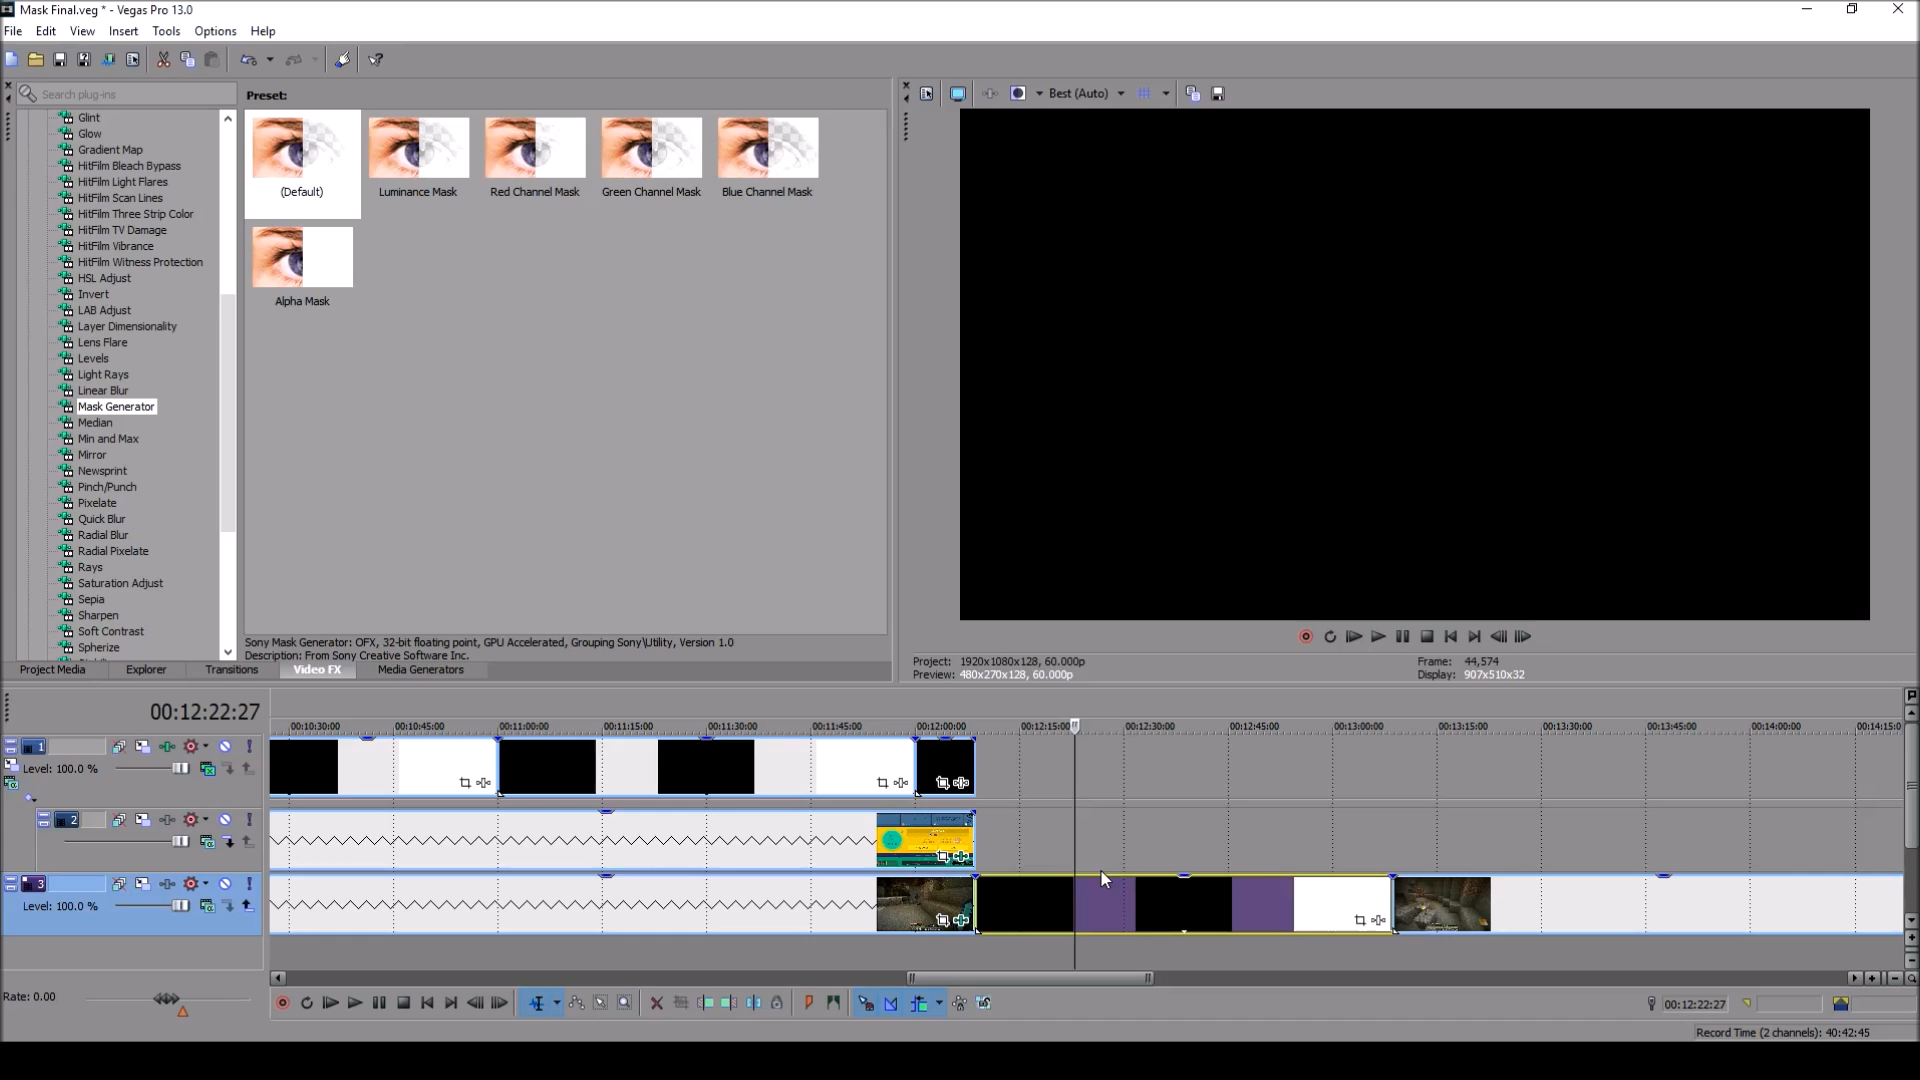 Mask Final.veg * - Vegas Pro 13.0
File Edit View Insert Tools Options Help
Search plug-ins
Preset:
Best (Auto)
Glint
Glow
Gradient Map
HitFilm Bleach Bypass
HitFilm Light Flares
HitFilm Scan Lines
HitFilm Three Strip Color
HitFilm TV Damage
HitFilm Vibrance
HitFilm Witness Protection
HSL Adjust
Invert
LAB Adjust
Layer Dimensionality
Lens Flare
Levels
Light Rays
Linear Blur
Mask Generator
Median
Min and Max
Mirror
Newsprint
Pinch/Punch
Pixelate
Quick Blur
Radial Blur
Radial Pixelate
Rays
Saturation Adjust
Sepia
Sharpen
Soft Contrast
Spherize
(Default) Luminance Mask Red Channel Mask Green Channel Mask Blue Channel Mask
Alpha Mask
Sony Mask Generator: OFX, 32-bit floating point, GPU Accelerated, Grouping Sony\Utility, Version 1.0
Description: From Sony Creative Software Inc.
Project Media Explorer Transitions Video FX Media Generators
Project: 1920x1080x128, 60.000p Frame: 44,574
Preview: 480x270x128, 60.000p Display: 907x510x32
00:12:22:27
00:10:30:00 00:10:45:00 00:11:00:00 00:11:15:00 00:11:30:00 00:11:45:00 00:12:00:00 00:12:15:00 00:12:30:00 00:12:45:00 00:13:00:00 00:13:15:00 00:13:30:00 00:13:45:00 00:14:00:00 00:14:15:0
1
Level: 100.0 %
2
3
Level: 100.0 %
Rate: 0.00
00:12:22:27
Record Time (2 channels): 40:42:45